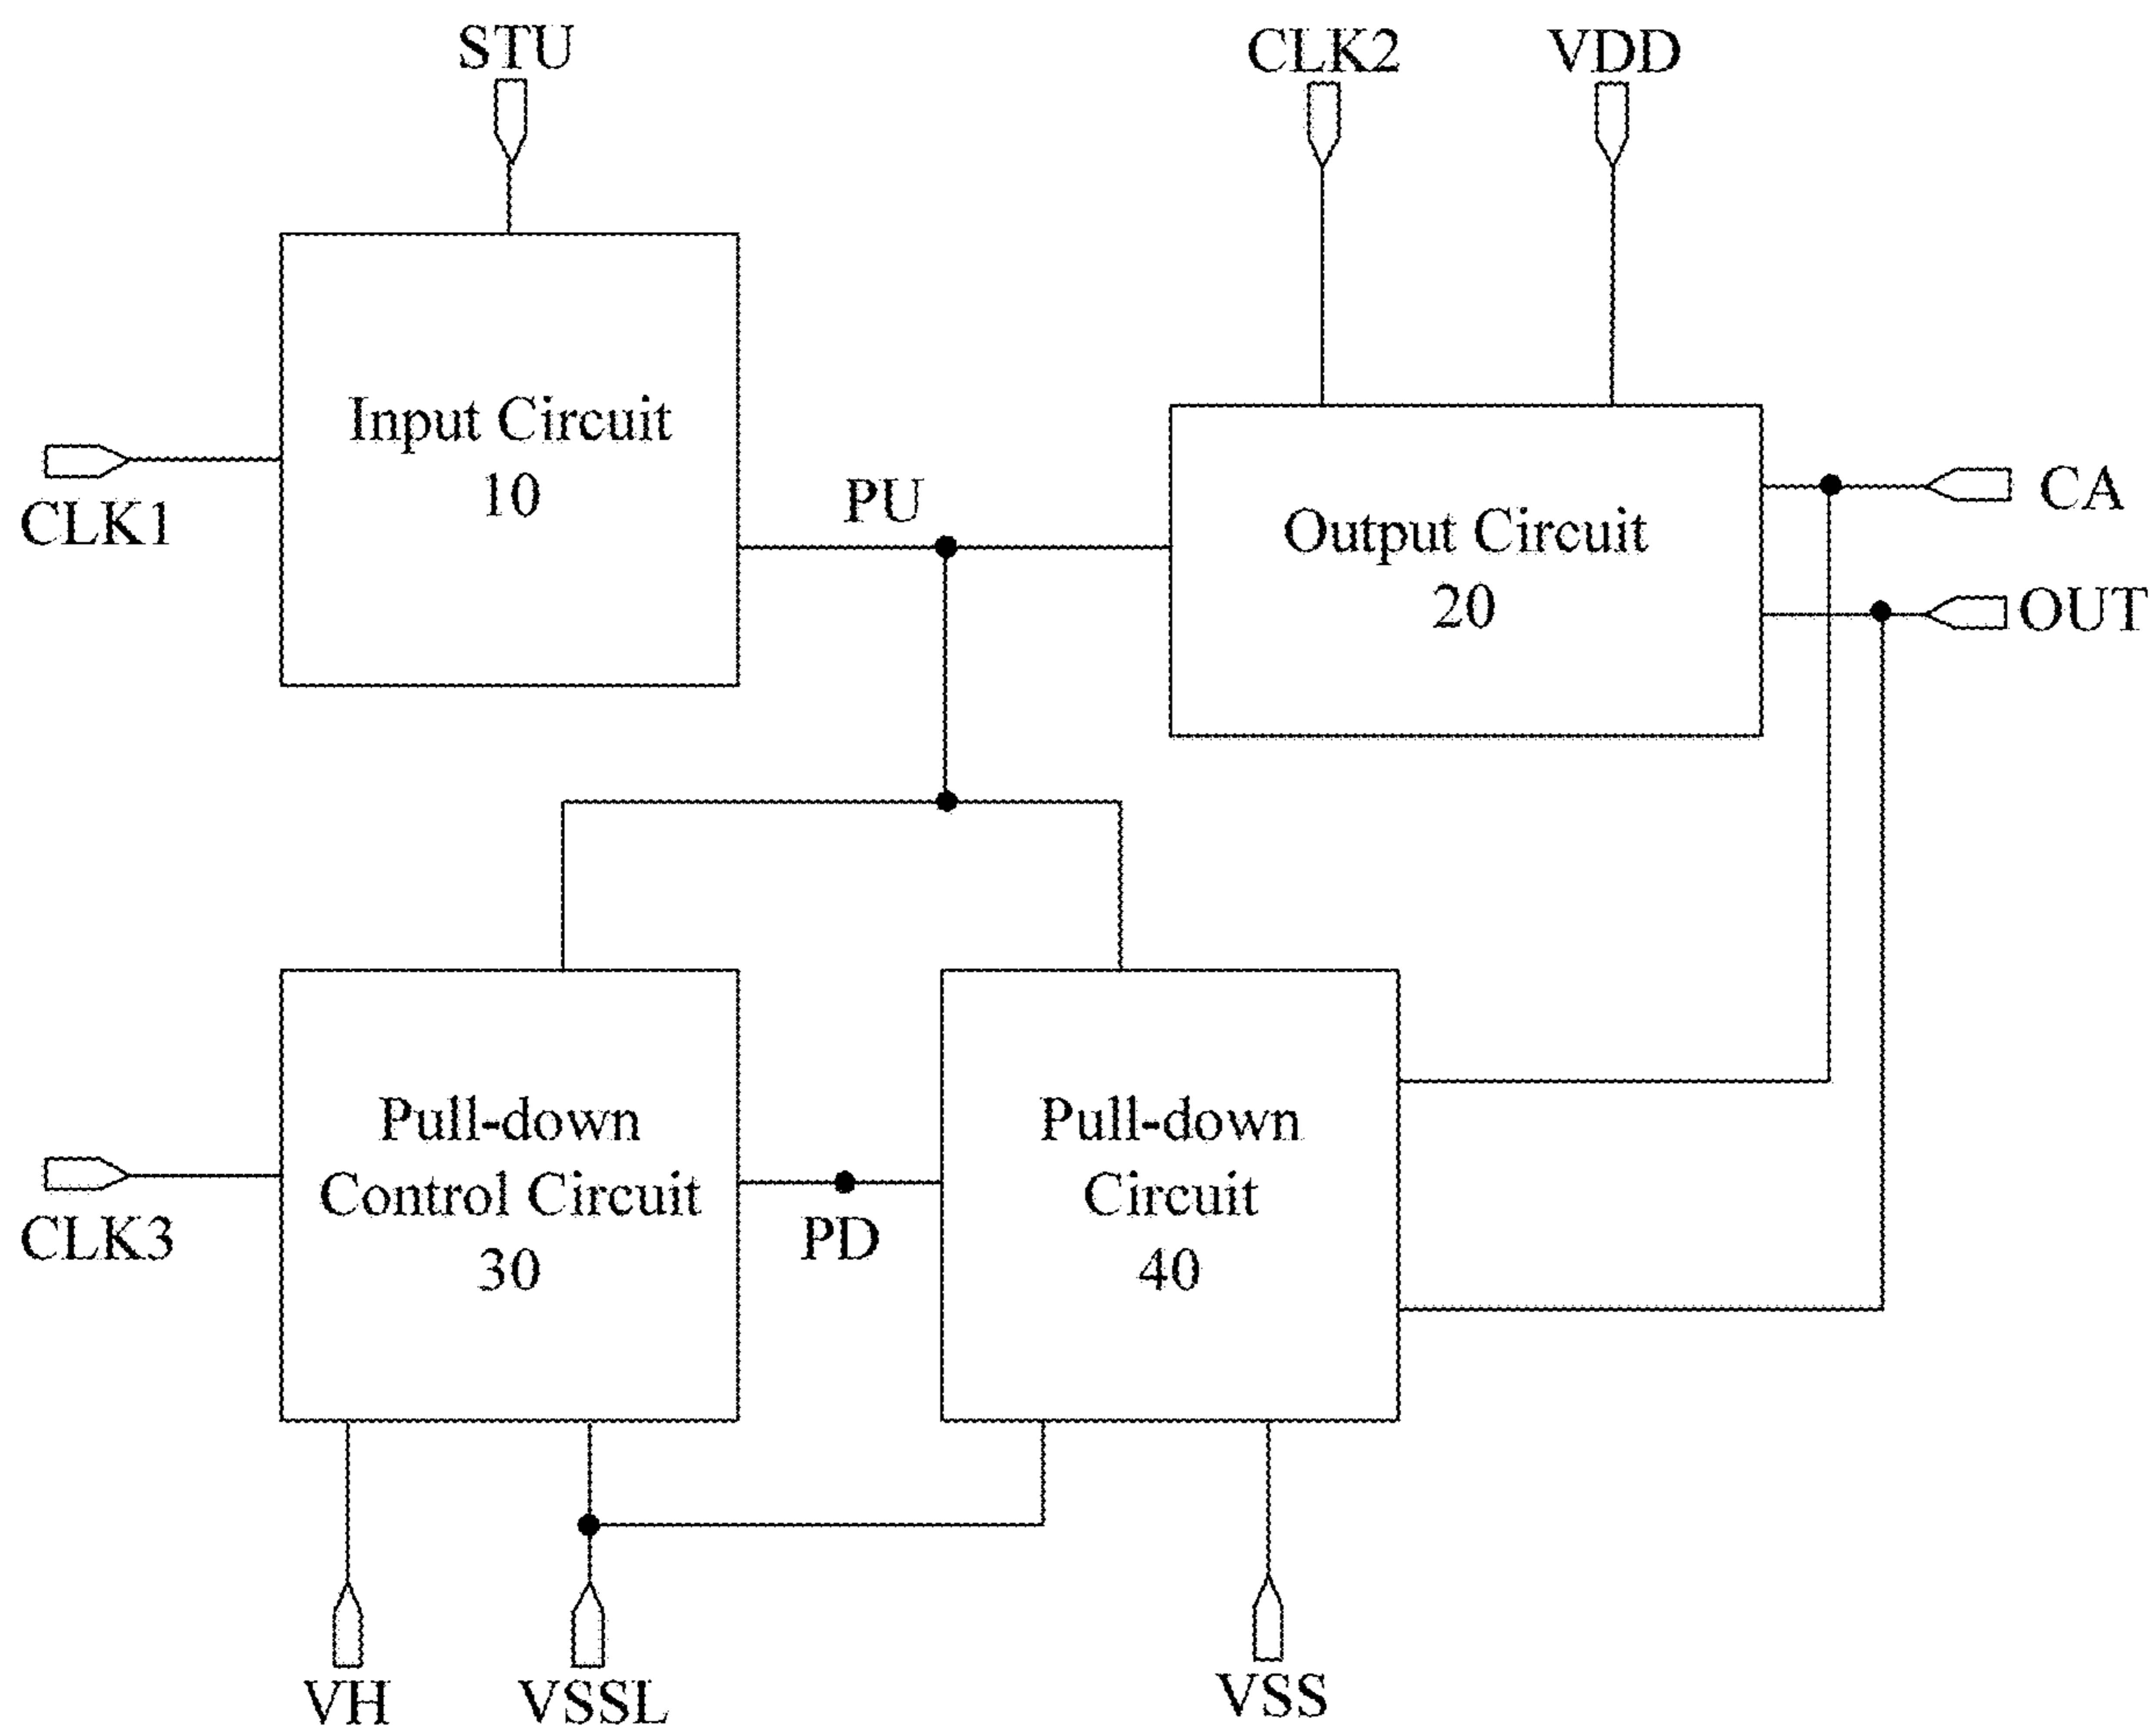 STU
CLK2
VDD
Input Circuit
10
CLK1
PU
CA
Output Circuit
20
OUT
Pull-down
Control Circuit
30
Pull-down
Circuit
40
CLK3
PD
VH
VSSL
VSS